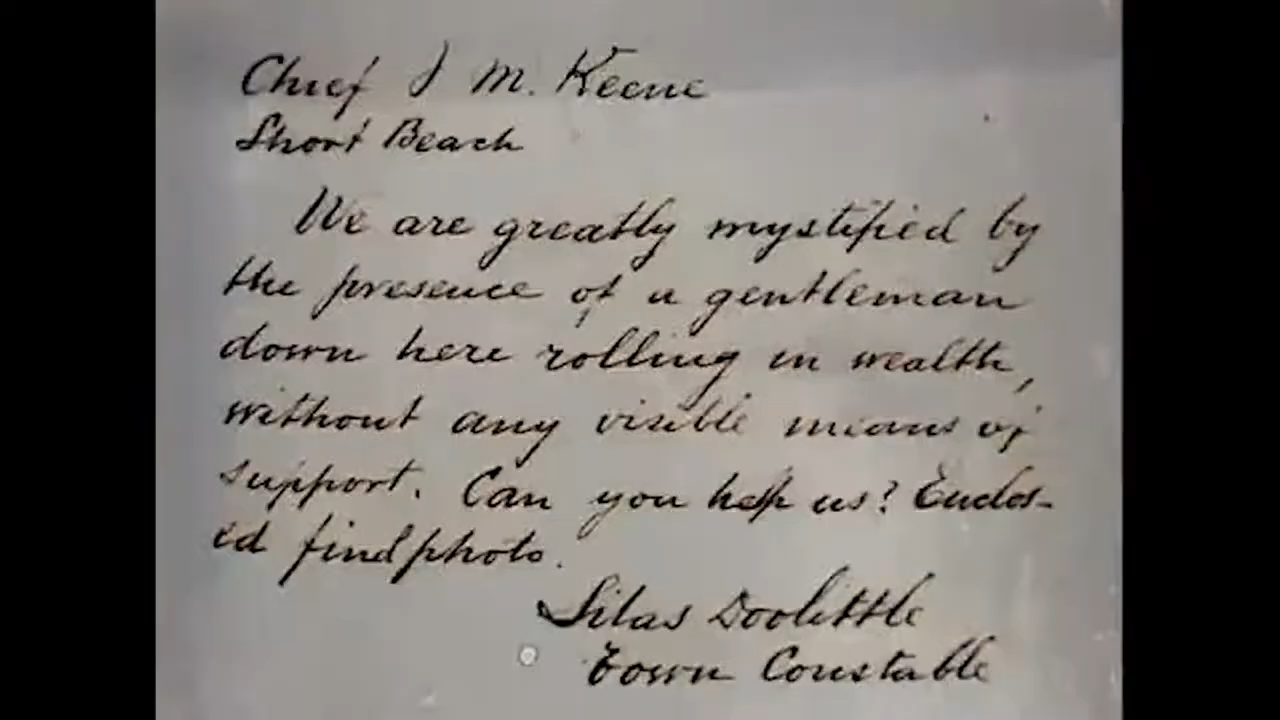 Chief I M. Keene
Short Beach
We are greatly mystified by
the presence of a gentleman
down here rolling in wealth,
without any visible means of
support. Can you help us? Enclos-
ed find photo.
Silas Doolittle
Town Constable